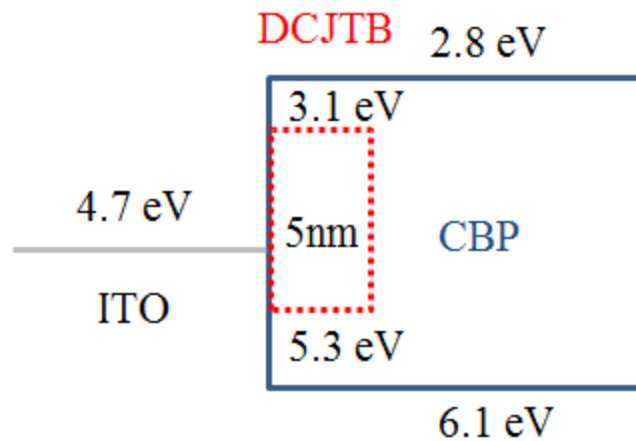 DCJTB
2.8 eV
3.1 eV
4.7 eV
5nm
CBP
ITO
5.3 eV
6.1 eV